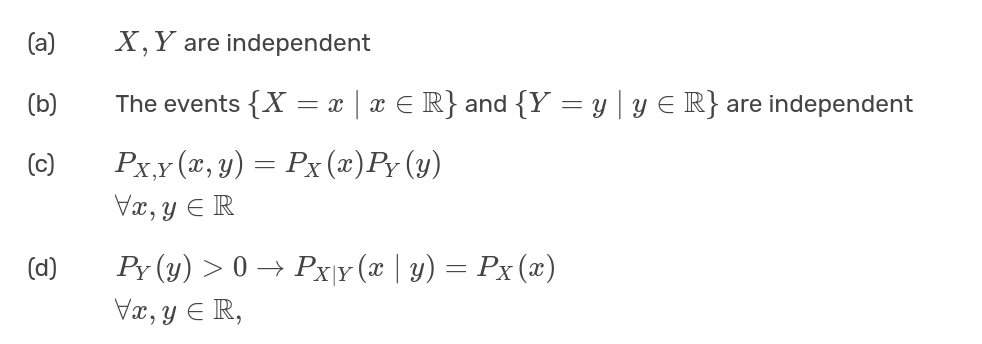 (a) X, Y are independent
(b) The events {X = x | x ∈ ℝ} and {Y = y | y ∈ ℝ} are independent
(c) P_{X,Y}(x, y) = P_X(x)P_Y(y)
∀x, y ∈ ℝ
(d) P_Y(y) > 0 → P_{X|Y}(x | y) = P_X(x)
∀x, y ∈ ℝ,